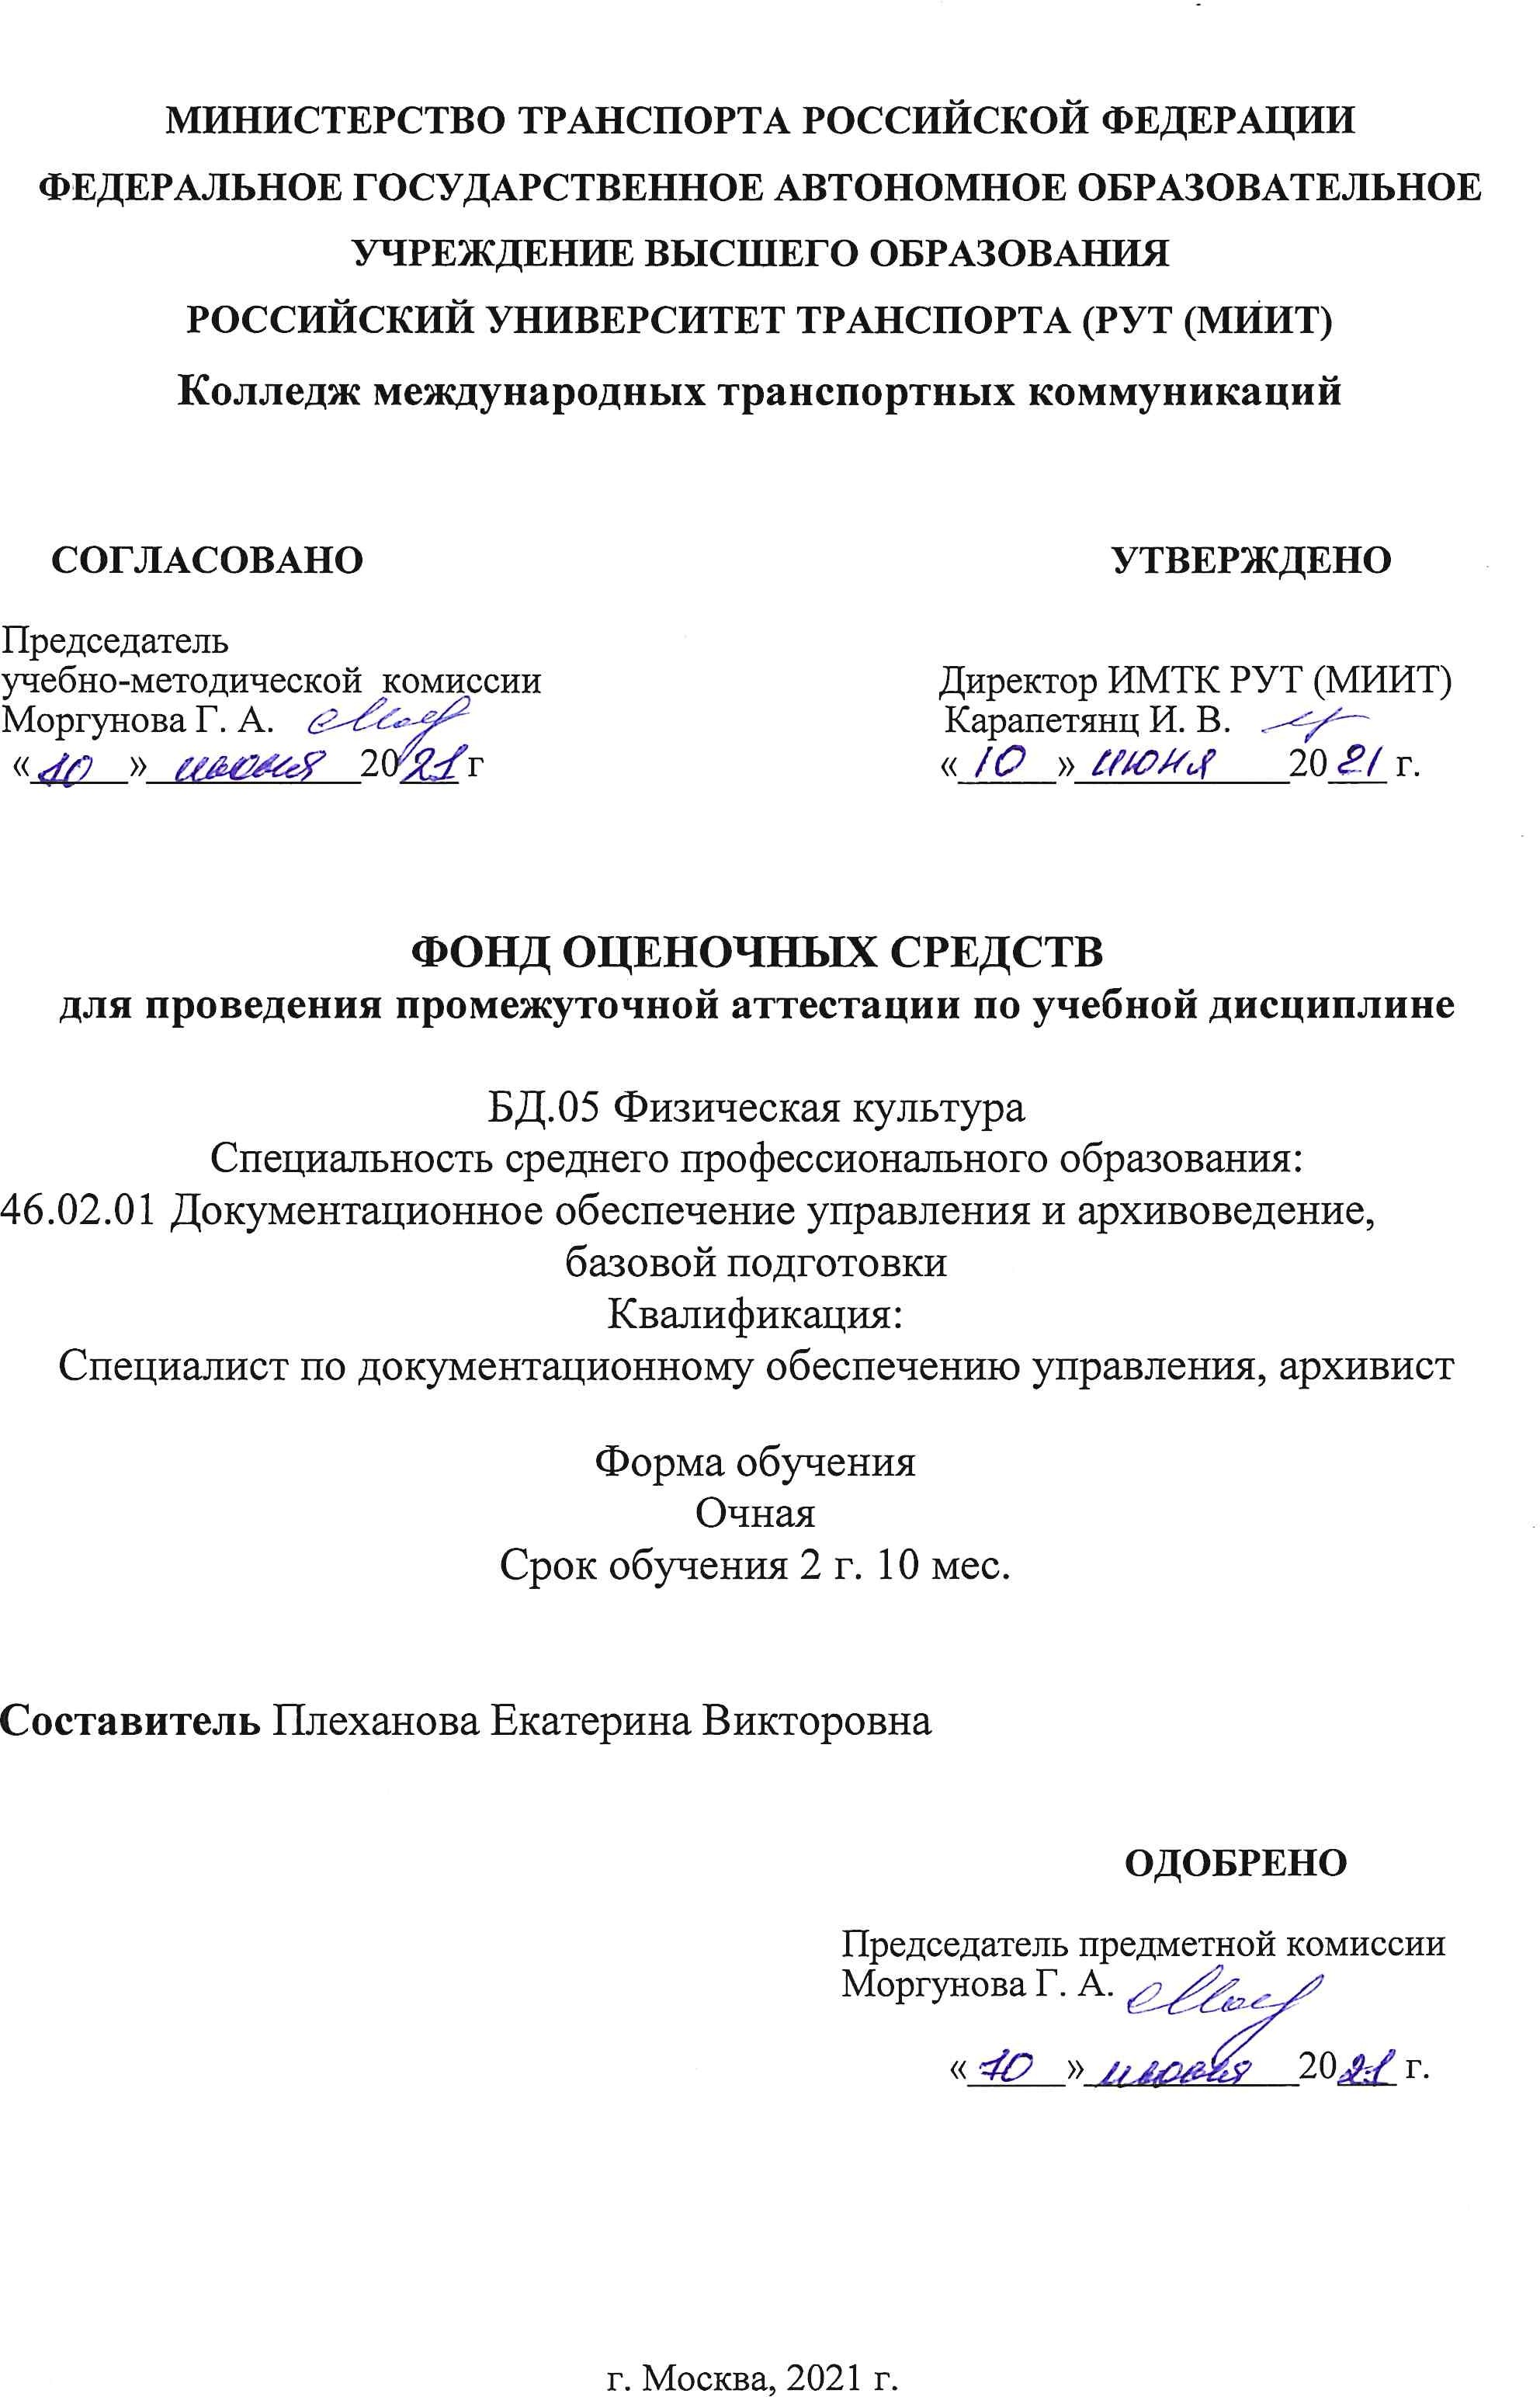 МИНИСТЕРСТВО ТРАНСПОРТА РОССИЙСКОЙ ФЕДЕРАЦИИ
ФЕДЕРАЛЬНОЕ ГОСУДАРСТВЕННОЕ АВТОНОМНОЕ ОБРАЗОВАТЕЛЬНОЕ
УЧРЕЖДЕНИЕ ВЫСШЕГО ОБРАЗОВАНИЯ
РОССИЙСКИЙ УНИВЕРСИТЕТ ТРАНСПОРТА (РУТ (МИИТ)
Колледж международных транспортных коммуникаций
СОГЛАСОВАНО
Председатель
учебно-методической комиссии
Моргунова Г. А.
«10» июня 2021 г
УТВЕРЖДЕНО
Директор ИМТК РУТ (МИИТ)
Карапетянц И. В.
«10» июня 2021 г.
ФОНД ОЦЕНОЧНЫХ СРЕДСТВ
для проведения промежуточной аттестации по учебной дисциплине
БД.05 Физическая культура
Специальность среднего профессионального образования:
46.02.01 Документационное обеспечение управления и архивоведение,
базовой подготовки
Квалификация:
Специалист по документационному обеспечению управления, архивист
Форма обучения
Очная
Срок обучения 2 г. 10 мес.
Составитель Плеханова Екатерина Викторовна
ОДОБРЕНО
Председатель предметной комиссии
Моргунова Г. А.
«10» июня 2021 г.
г. Москва, 2021 г.